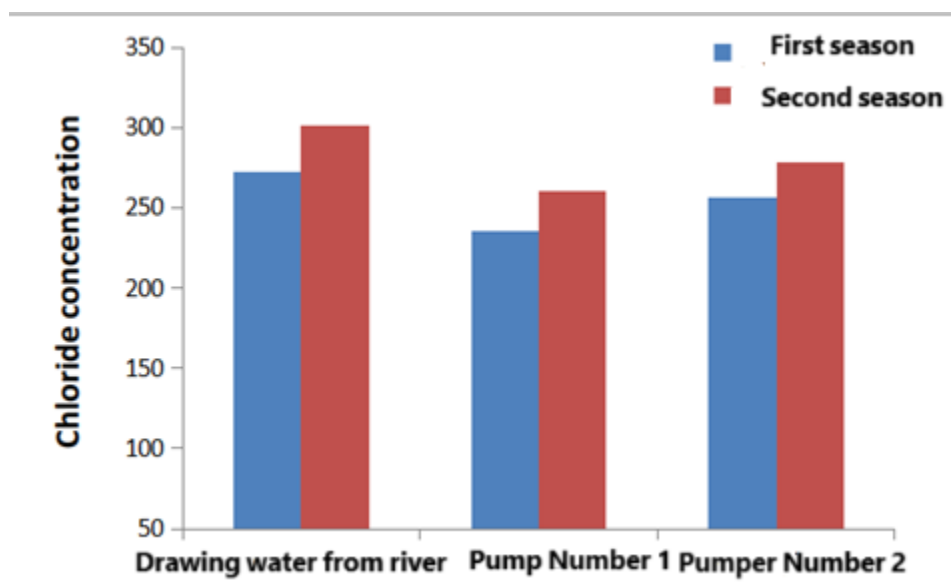 Chloride concentration
350
300
250
200
150
100
50
First season
Second season
Drawing water from river
Pump Number 1
Pumper Number 2